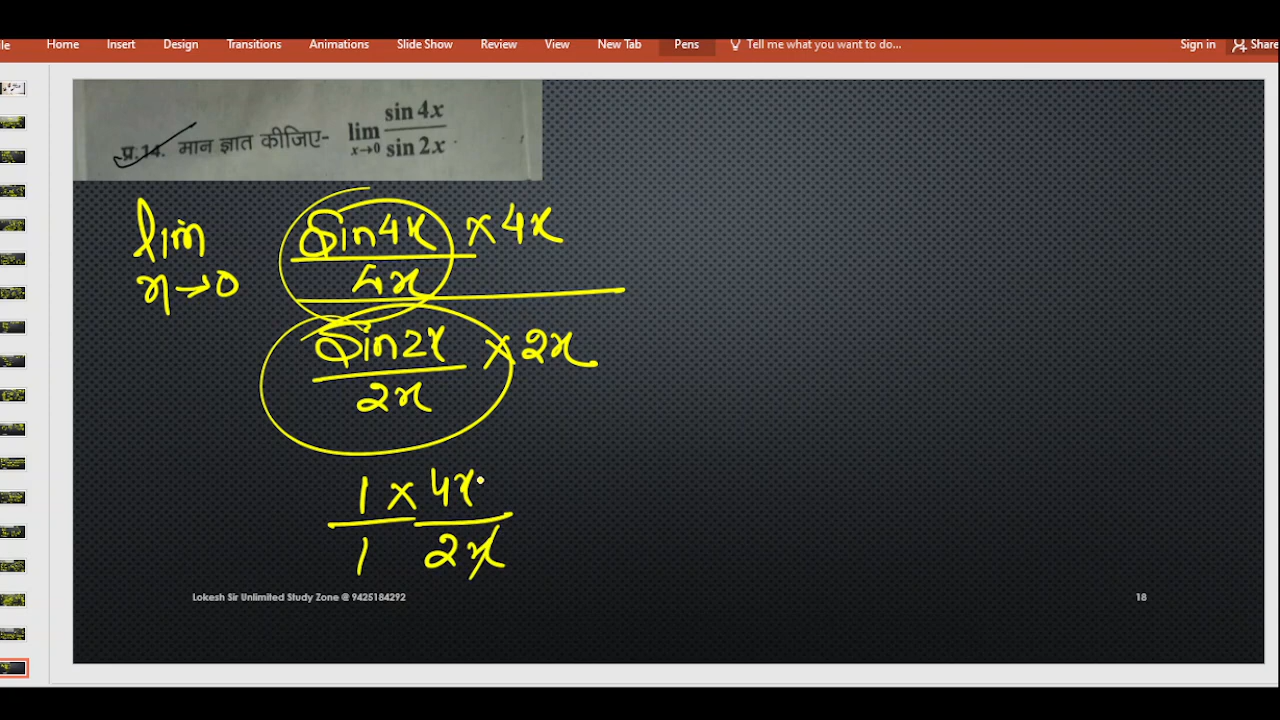 le Home Insert Design Transitions Animations Slide Show Review View New Tab Pens Tell me what you want to do... Sign in Share
प्र.14. मान ज्ञात कीजिए- lim x→0 sin 4x / sin 2x
lim x→0
sin4x × 4x
4x
sin2x × 2x
2x
1 × 4x
1 2x
Lokesh Sir Unlimited Study Zone @ 9425184292
18